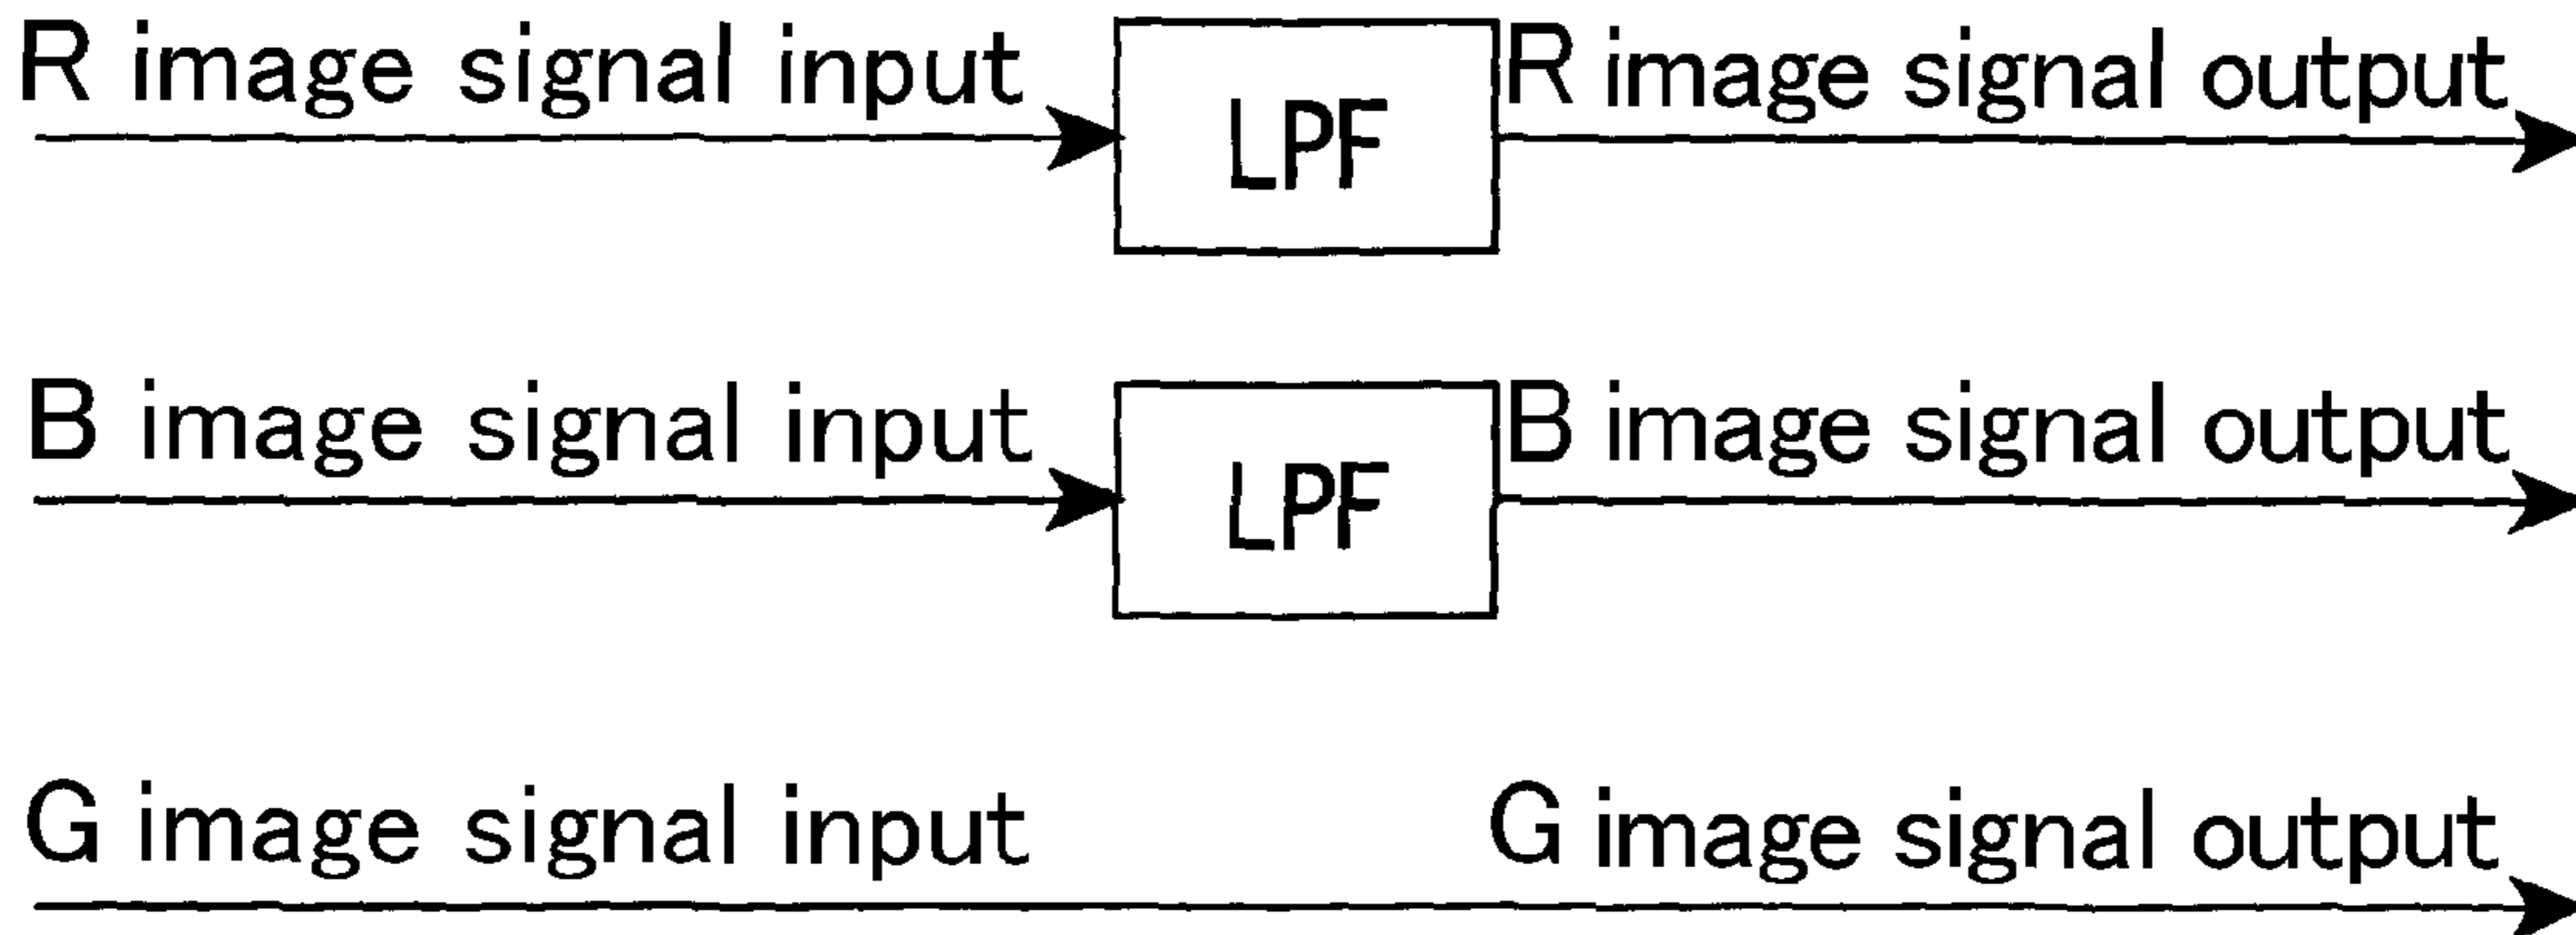 R image signal input
LPF
R image signal output
B image signal input
LPF
B image signal output
G image signal input
G image signal output